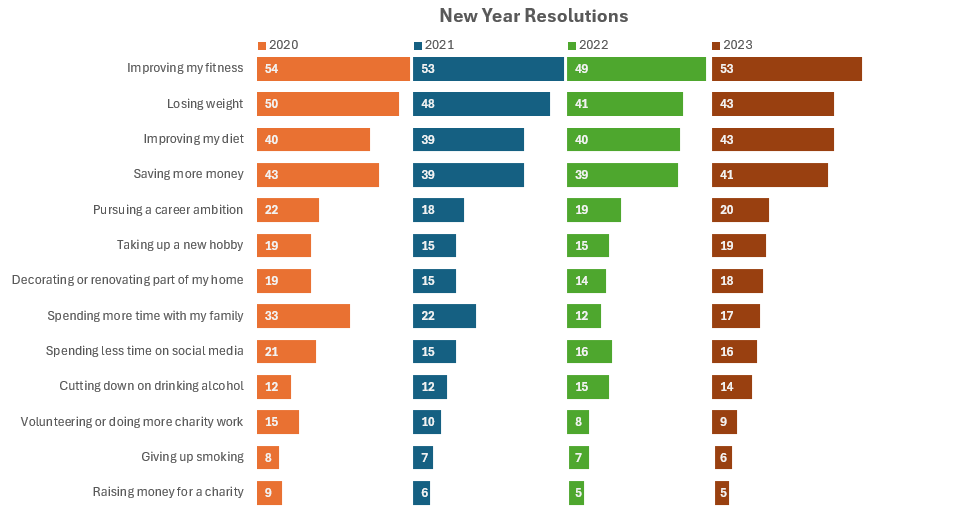 New Year Resolutions
2020 2021 2022 2023
Improving my fitness 54 53 49 53
Losing weight 50 48 41 43
Improving my diet 40 39 40 43
Saving more money 43 39 39 41
Pursuing a career ambition 22 18 19 20
Taking up a new hobby 19 15 15 19
Decorating or renovating part of my home 19 15 14 18
Spending more time with my family 33 22 12 17
Spending less time on social media 21 15 16 16
Cutting down on drinking alcohol 12 12 15 14
Volunteering or doing more charity work 15 10 8 9
Giving up smoking 8 7 7 6
Raising money for a charity 9 6 5 5